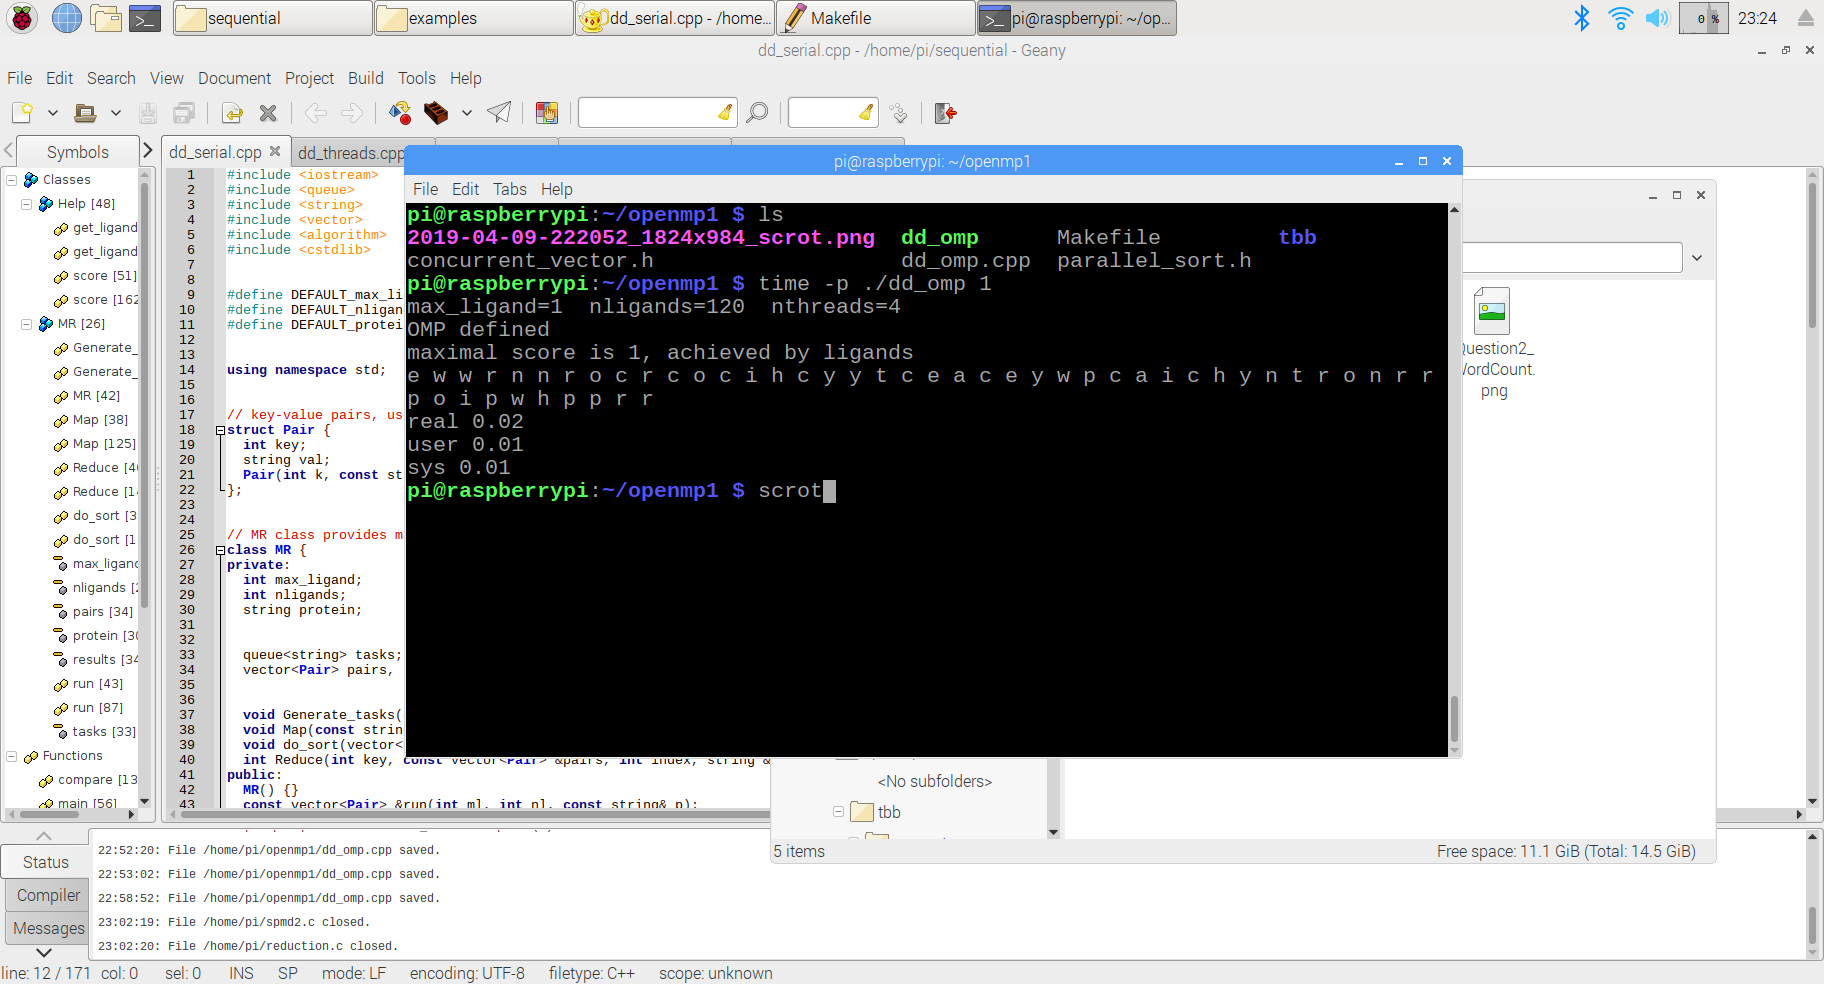 sequential
examples
dd_serial.cpp - /home...
Makefile
pi@raspberrypi: ~/op...
0 %
23:24
dd_serial.cpp - /home/pi/sequential - Geany
File Edit Search View Document Project Build Tools Help
Symbols
dd_serial.cpp
dd_threads.cpp
Classes
Help [48]
get_ligand
get_ligand
score [51]
score [162
MR [26]
Generate_
Generate_
MR [42]
Map [38]
Map [125]
Reduce [40
Reduce [14
do_sort [3
do_sort [1
max_ligand
nligands [2
pairs [34]
protein [30
results [34
run [43]
run [87]
tasks [33]
Functions
compare [13
main [56]
1 #include <iostream>
2 #include <queue>
3 #include <string>
4 #include <vector>
5 #include <algorithm>
6 #include <cstdlib>
7
8
9 #define DEFAULT_max_li
10 #define DEFAULT_nligan
11 #define DEFAULT_protei
12
13
14 using namespace std;
15
16
17 // key-value pairs, us
18 struct Pair {
19 int key;
20 string val;
21 Pair(int k, const st
22 };
23
24
25 // MR class provides m
26 class MR {
27 private:
28 int max_ligand;
29 int nligands;
30 string protein;
31
32
33 queue<string> tasks;
34 vector<Pair> pairs,
35
36
37 void Generate_tasks(
38 void Map(const strin
39 void do_sort(vector<
40 int Reduce(int key, const vector<Pair> &pairs, int index, string &
41 public:
42 MR() {}
43 const vector<Pair> &run(int ml, int nl, const string& p);
pi@raspberrypi: ~/openmp1
File Edit Tabs Help
pi@raspberrypi:~/openmp1 $ ls
2019-04-09-222052_1824x984_scrot.png dd_omp Makefile tbb
concurrent_vector.h dd_omp.cpp parallel_sort.h
pi@raspberrypi:~/openmp1 $ time -p ./dd_omp 1
max_ligand=1 nligands=120 nthreads=4
OMP defined
maximal score is 1, achieved by ligands
e w w r n n r o c r c o c i h c y y t c e a c e y w p c a i c h y n t r o n r r
p o i p w h p p r r
real 0.02
user 0.01
sys 0.01
pi@raspberrypi:~/openmp1 $ scrot
Question2_
WordCount.
png
<No subfolders>
tbb
5 items
Free space: 11.1 GiB (Total: 14.5 GiB)
Status
Compiler
Messages
22:52:20: File /home/pi/openmp1/dd_omp.cpp saved.
22:53:02: File /home/pi/openmp1/dd_omp.cpp saved.
22:58:52: File /home/pi/openmp1/dd_omp.cpp saved.
23:02:19: File /home/pi/spmd2.c closed.
23:02:20: File /home/pi/reduction.c closed.
line: 12 / 171 col: 0 sel: 0 INS SP mode: LF encoding: UTF-8 filetype: C++ scope: unknown